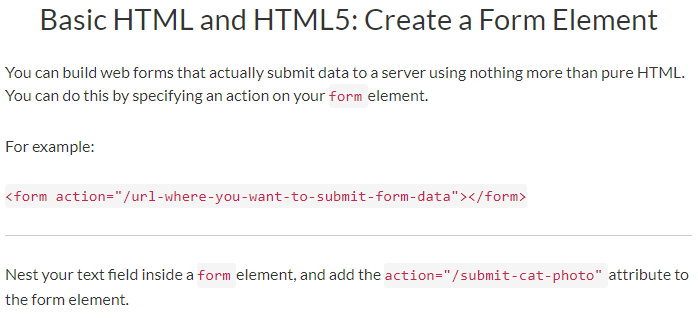 Basic HTML and HTML5: Create a Form Element
You can build web forms that actually submit data to a server using nothing more than pure HTML.
You can do this by specifying an action on your form element.
For example:
<form action="/url-where-you-want-to-submit-form-data"></form>
Nest your text field inside a form element, and add the action="/submit-cat-photo" attribute to
the form element.